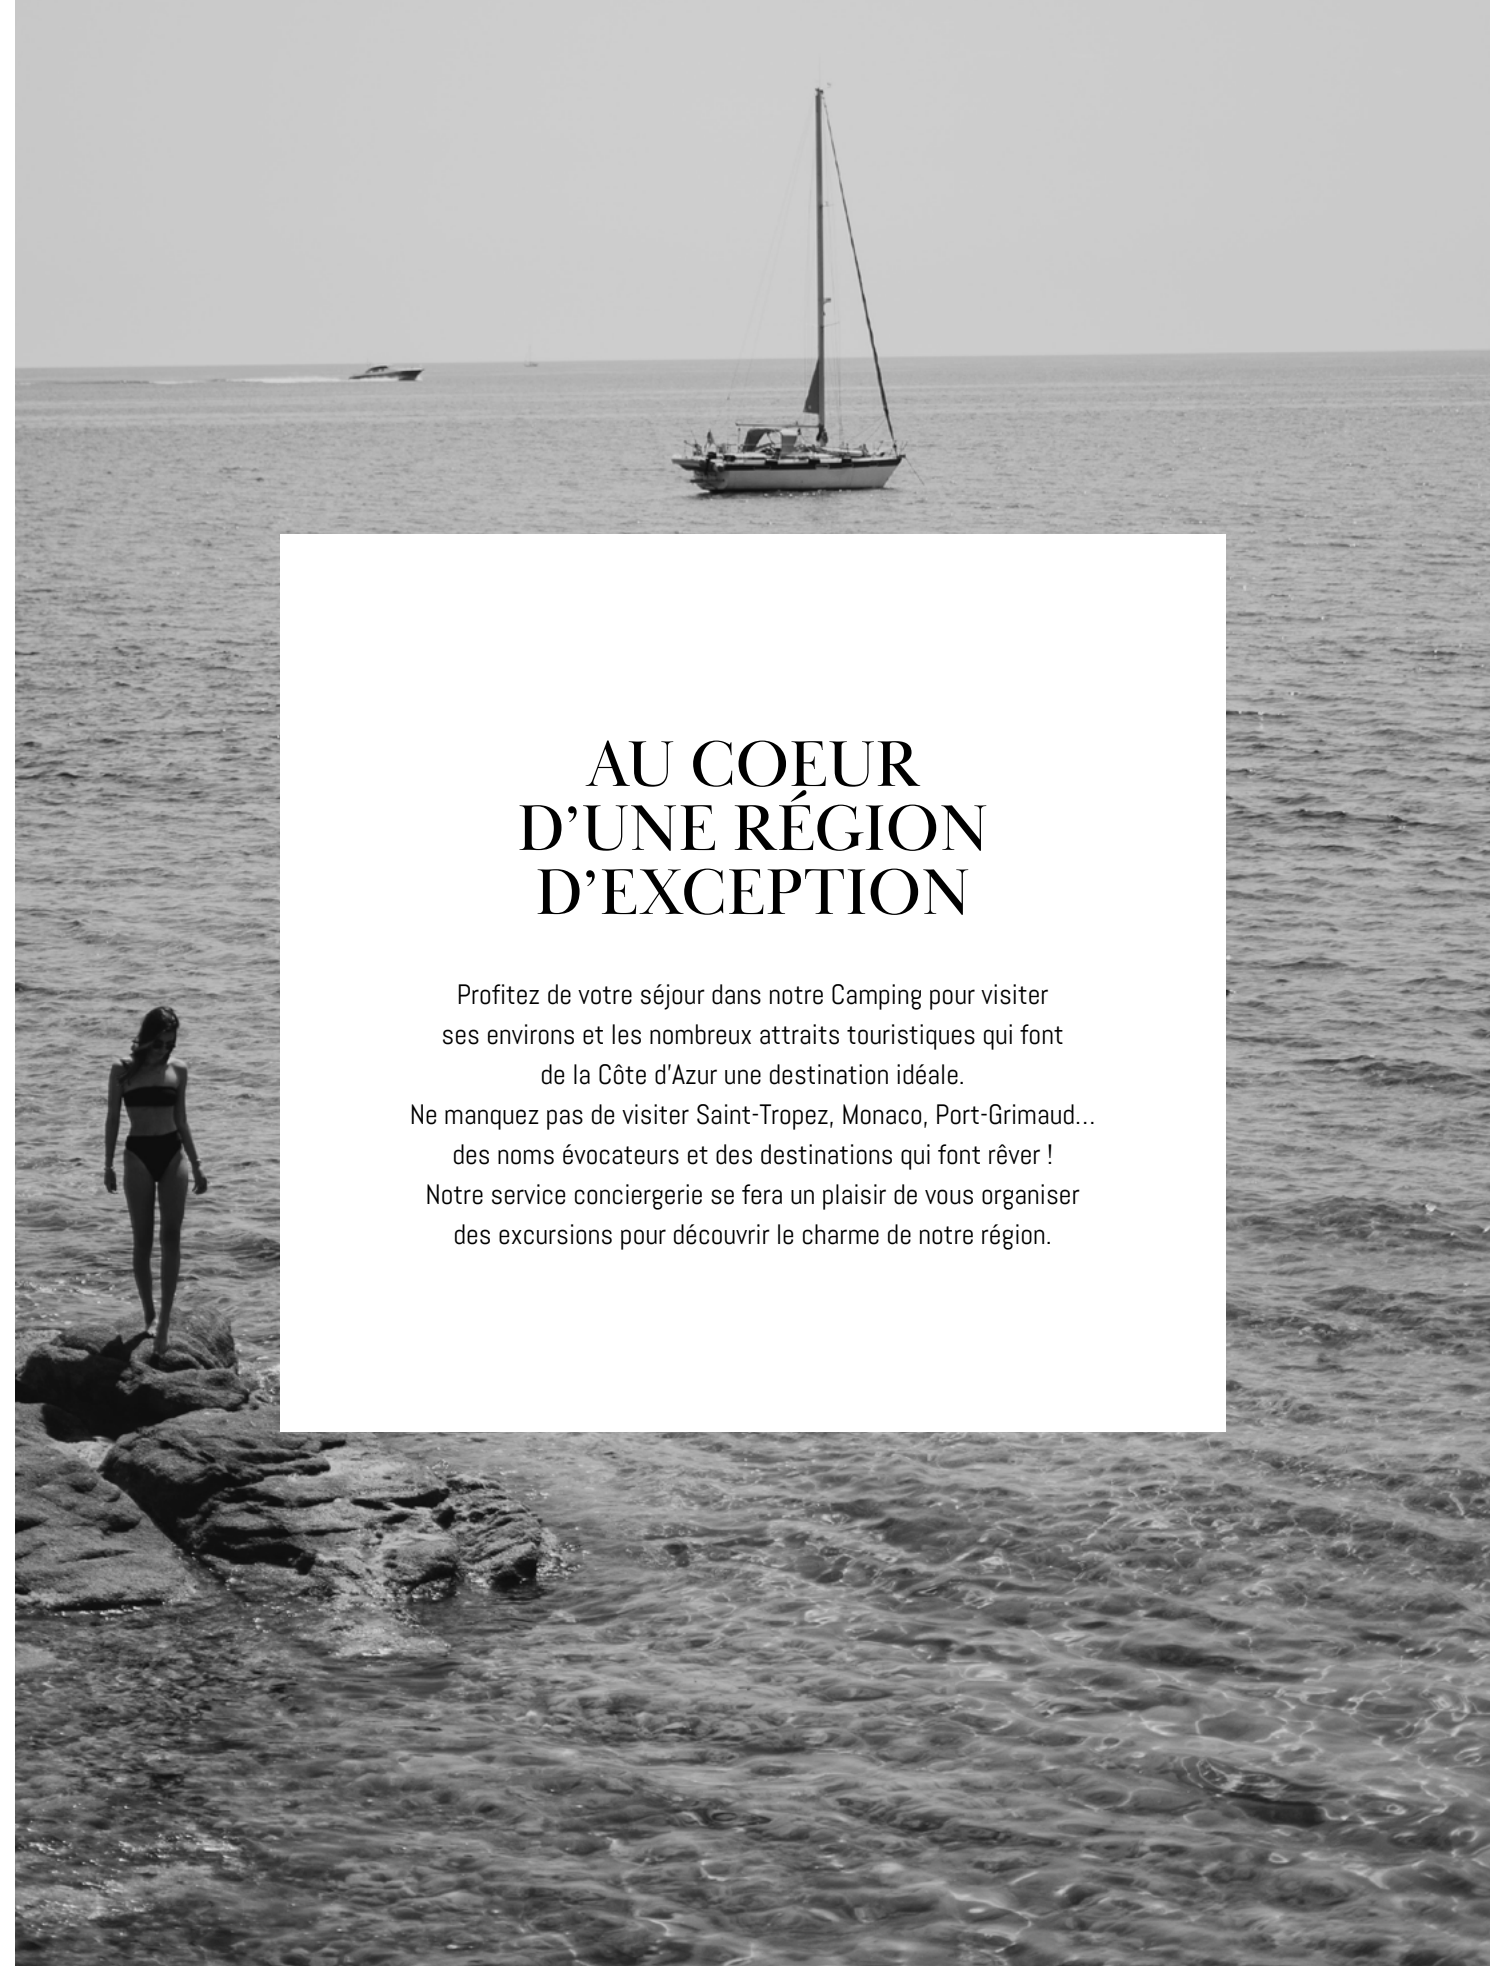 AU COEUR
D’UNE RÉGION
D’EXCEPTION
Profitez de votre séjour dans notre Camping pour visiter
ses environs et les nombreux attraits touristiques qui font
de la Côte d’Azur une destination idéale.
Ne manquez pas de visiter Saint-Tropez, Monaco, Port-Grimaud…
des noms évocateurs et des destinations qui font rêver !
Notre service conciergerie se fera un plaisir de vous organiser
des excursions pour découvrir le charme de notre région.